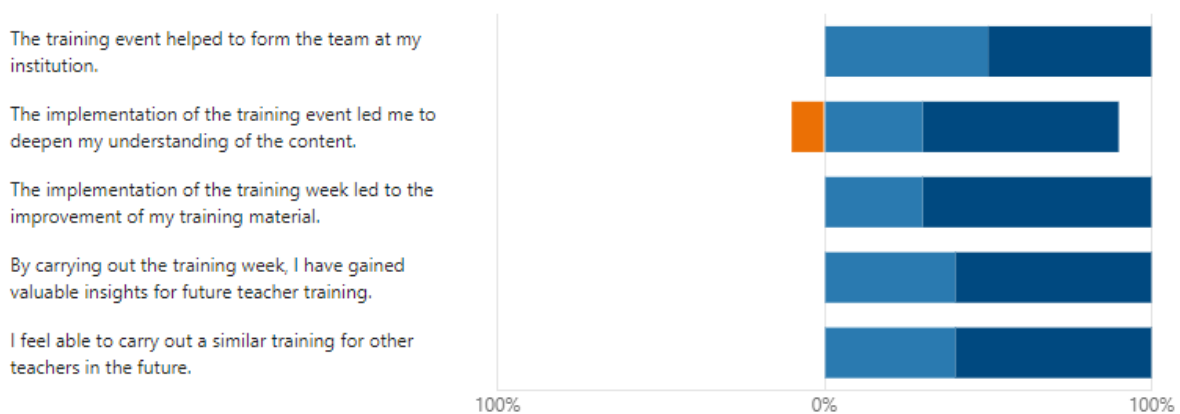 The training event helped to form the team at my
institution.
The implementation of the training event led me to
deepen my understanding of the content.
The implementation of the training week led to the
improvement of my training material.
By carrying out the training week, I have gained
valuable insights for future teacher training.
I feel able to carry out a similar training for other
teachers in the future.
100%
0%
100%